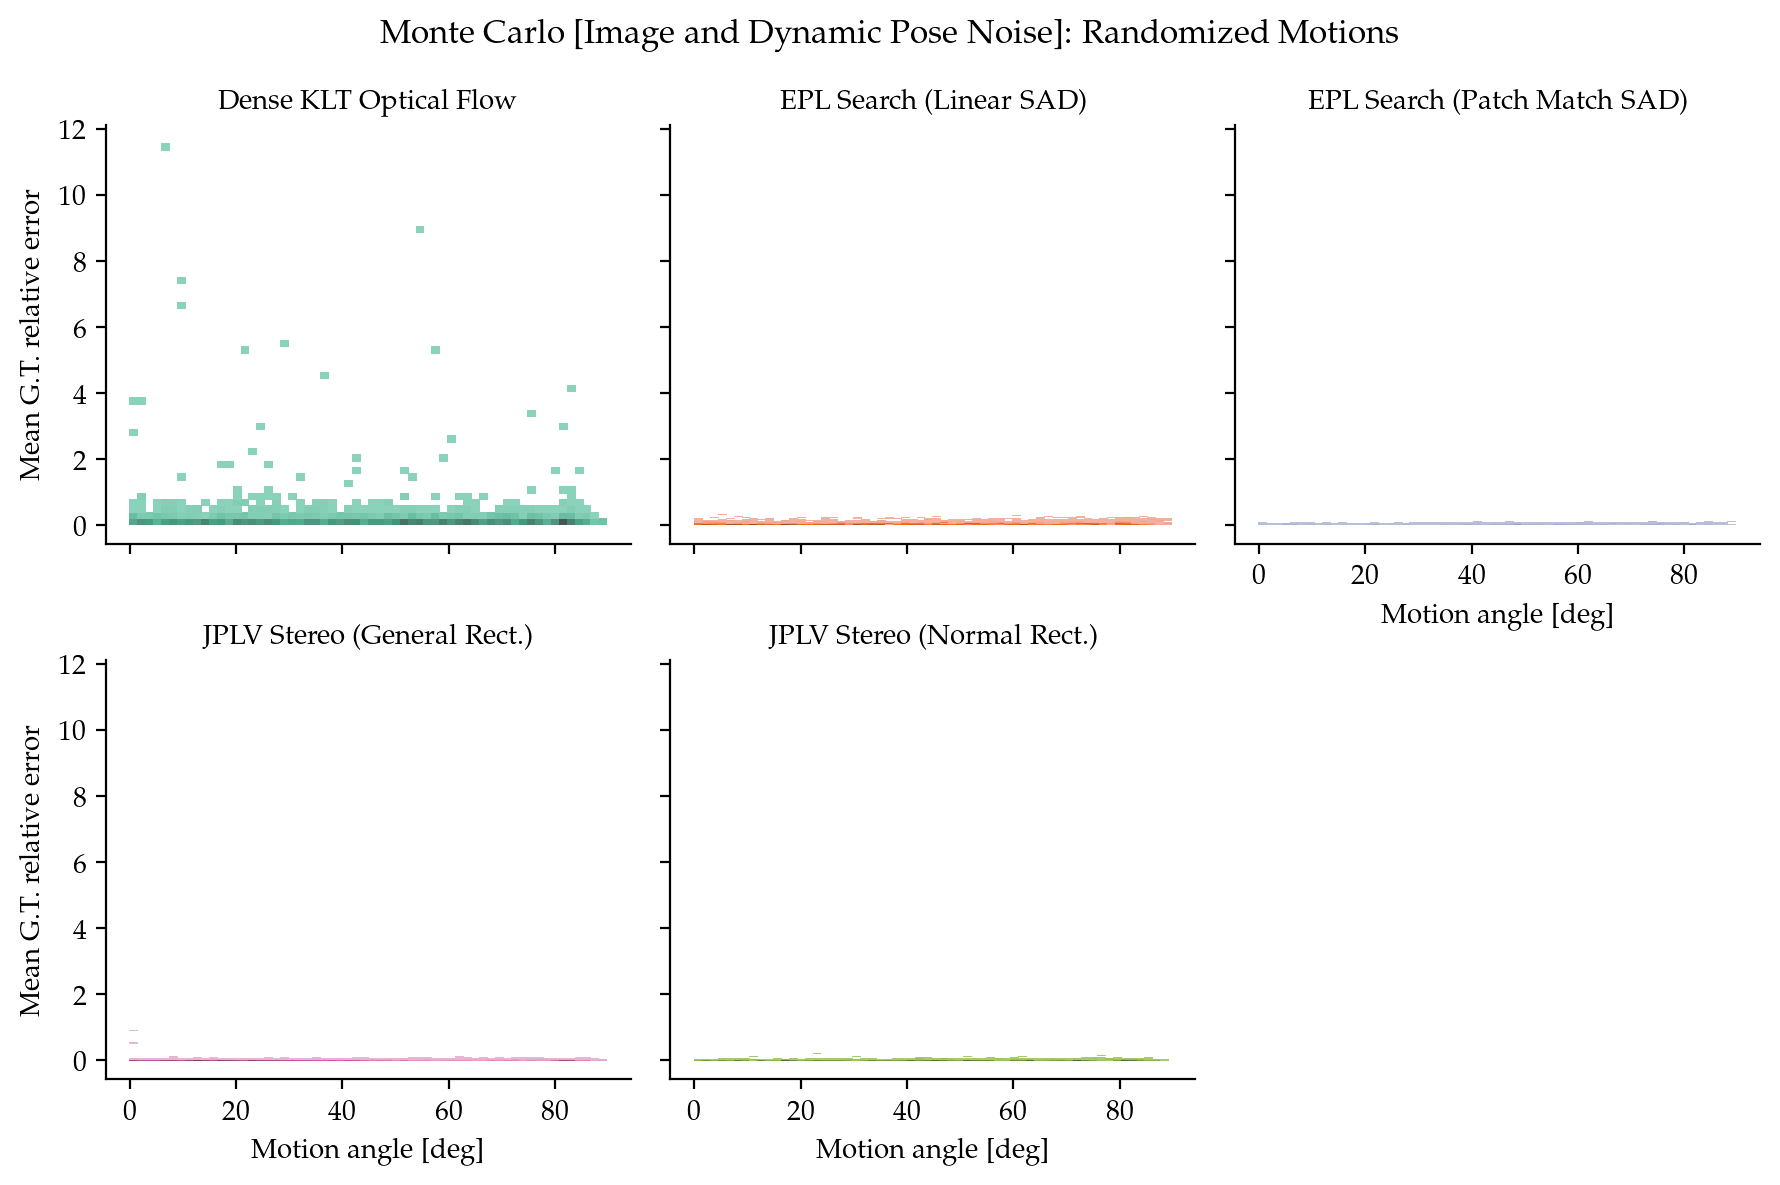 Monte Carlo [Image and Dynamic Pose Noise]: Randomized Motions
Dense KLT Optical Flow
EPL Search (Linear SAD)
EPL Search (Patch Match SAD)
Mean G.T. relative error
12
10
8
6
4
2
0
0 20 40 60 80
Motion angle [deg]
JPLV Stereo (General Rect.)
JPLV Stereo (Normal Rect.)
Mean G.T. relative error
12
10
8
6
4
2
0
0 20 40 60 80
Motion angle [deg]
0 20 40 60 80
Motion angle [deg]